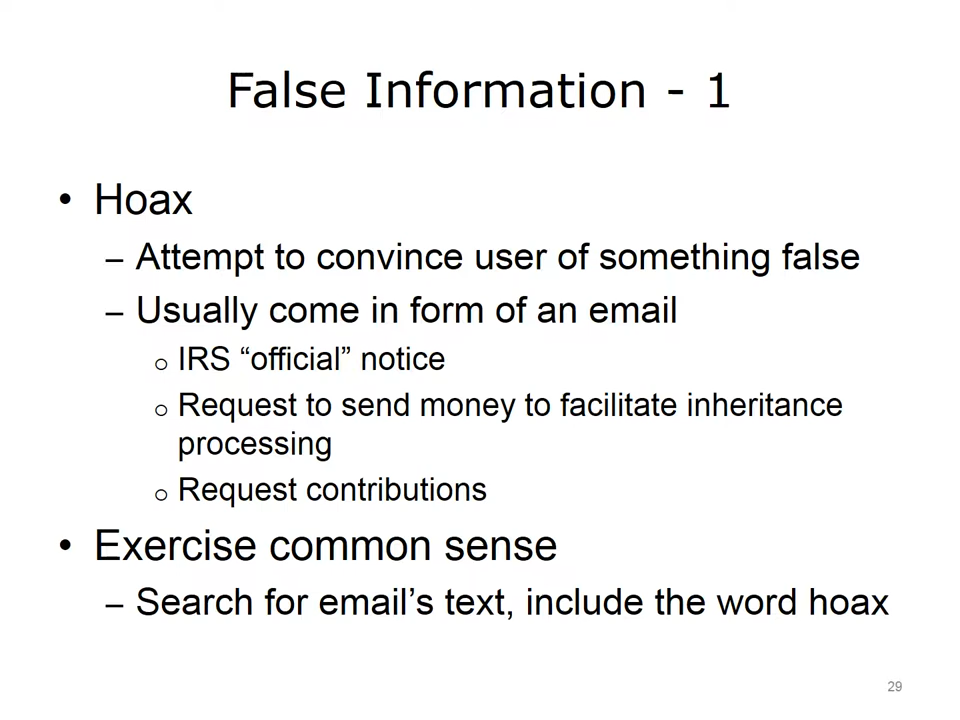 False Information - 1
• Hoax
– Attempt to convince user of something false
– Usually come in form of an email
o IRS “official” notice
o Request to send money to facilitate inheritance
processing
o Request contributions
• Exercise common sense
– Search for email’s text, include the word hoax
29